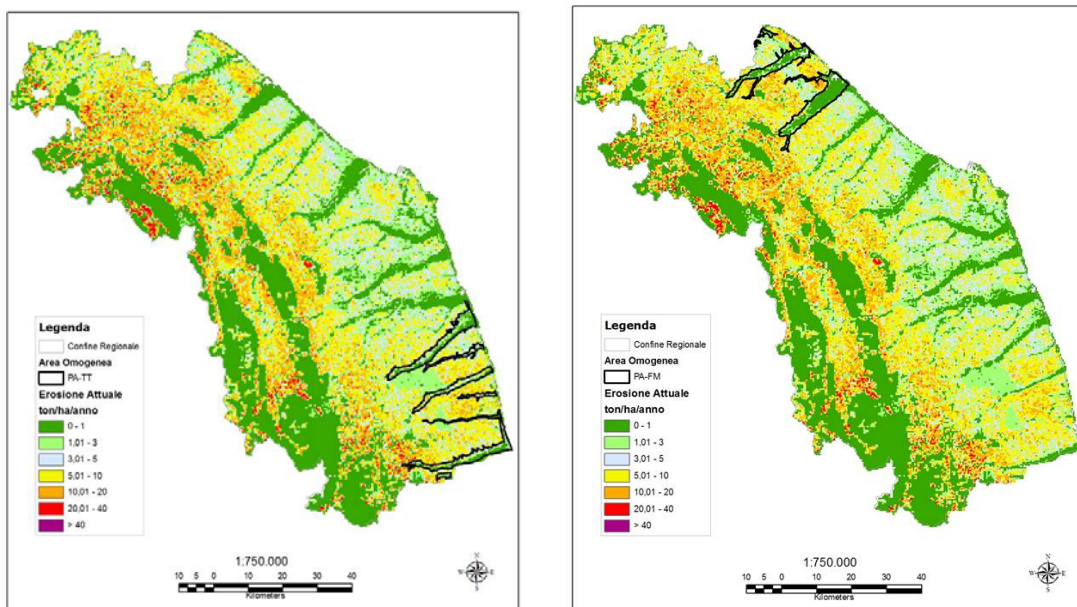 Legenda
Confine Regionale
Area Omogenea
PA-TT
Erosione Attuale
ton/ha/anno
0 - 1
1,01 - 3
3,01 - 5
5,01 - 10
10,01 - 20
20,01 - 40
> 40
1:750.000
10 5 0 10 20 30 40
Kilometers
N
W E
S
Legenda
Confine Regionale
Area Omogenea
PA-FM
Erosione Attuale
ton/ha/anno
0 - 1
1,01 - 3
3,01 - 5
5,01 - 10
10,01 - 20
20,01 - 40
> 40
1:750.000
10 5 0 10 20 30 40
Kilometers
N
W E
S